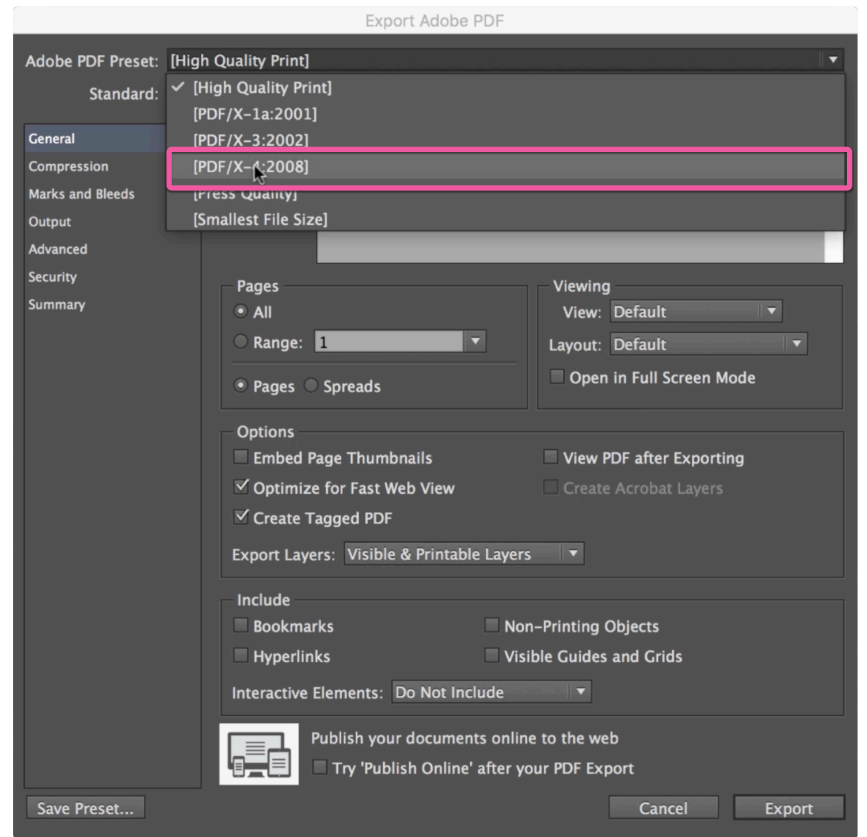 Export Adobe PDF
Adobe PDF Preset: [High Quality Print]
Standard:
[High Quality Print]
[PDF/X-1a:2001]
[PDF/X-3:2002]
[PDF/X-4:2008]
[Press Quality]
[Smallest File Size]
General
Compression
Marks and Bleeds
Output
Advanced
Security
Summary
Pages
All
Range: 1
Pages Spreads
Viewing
View: Default
Layout: Default
Open in Full Screen Mode
Options
Embed Page Thumbnails
View PDF after Exporting
Optimize for Fast Web View
Create Acrobat Layers
Create Tagged PDF
Export Layers: Visible & Printable Layers
Include
Bookmarks
Non-Printing Objects
Hyperlinks
Visible Guides and Grids
Interactive Elements: Do Not Include
Publish your documents online to the web
Try 'Publish Online' after your PDF Export
Save Preset...
Cancel
Export